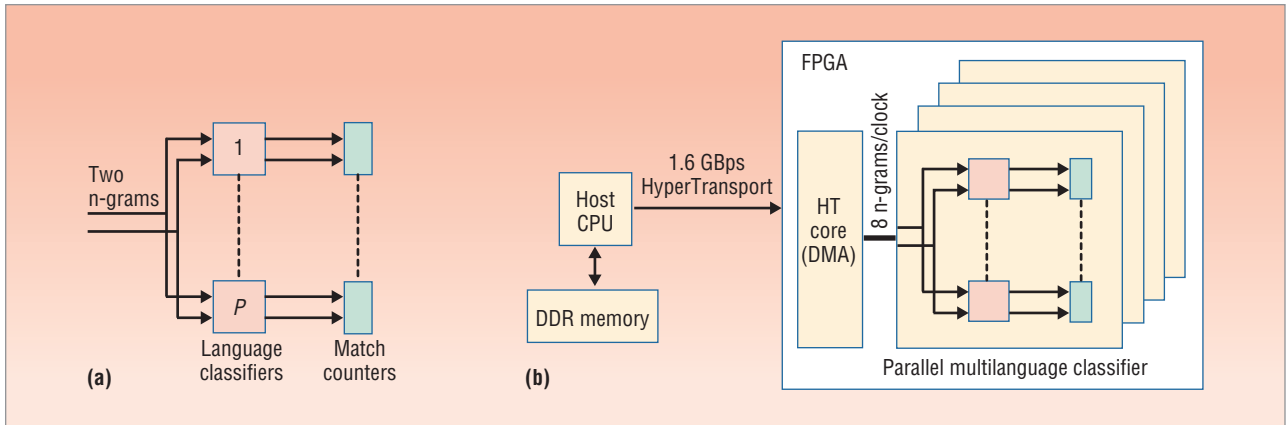 Two
n-grams
1
P
Language
classifiers
Match
counters
(a)
Host
CPU
DDR memory
1.6 GBps
HyperTransport
(b)
FPGA
HT
core
(DMA)
8 n-grams/clock
Parallel multilanguage classifier